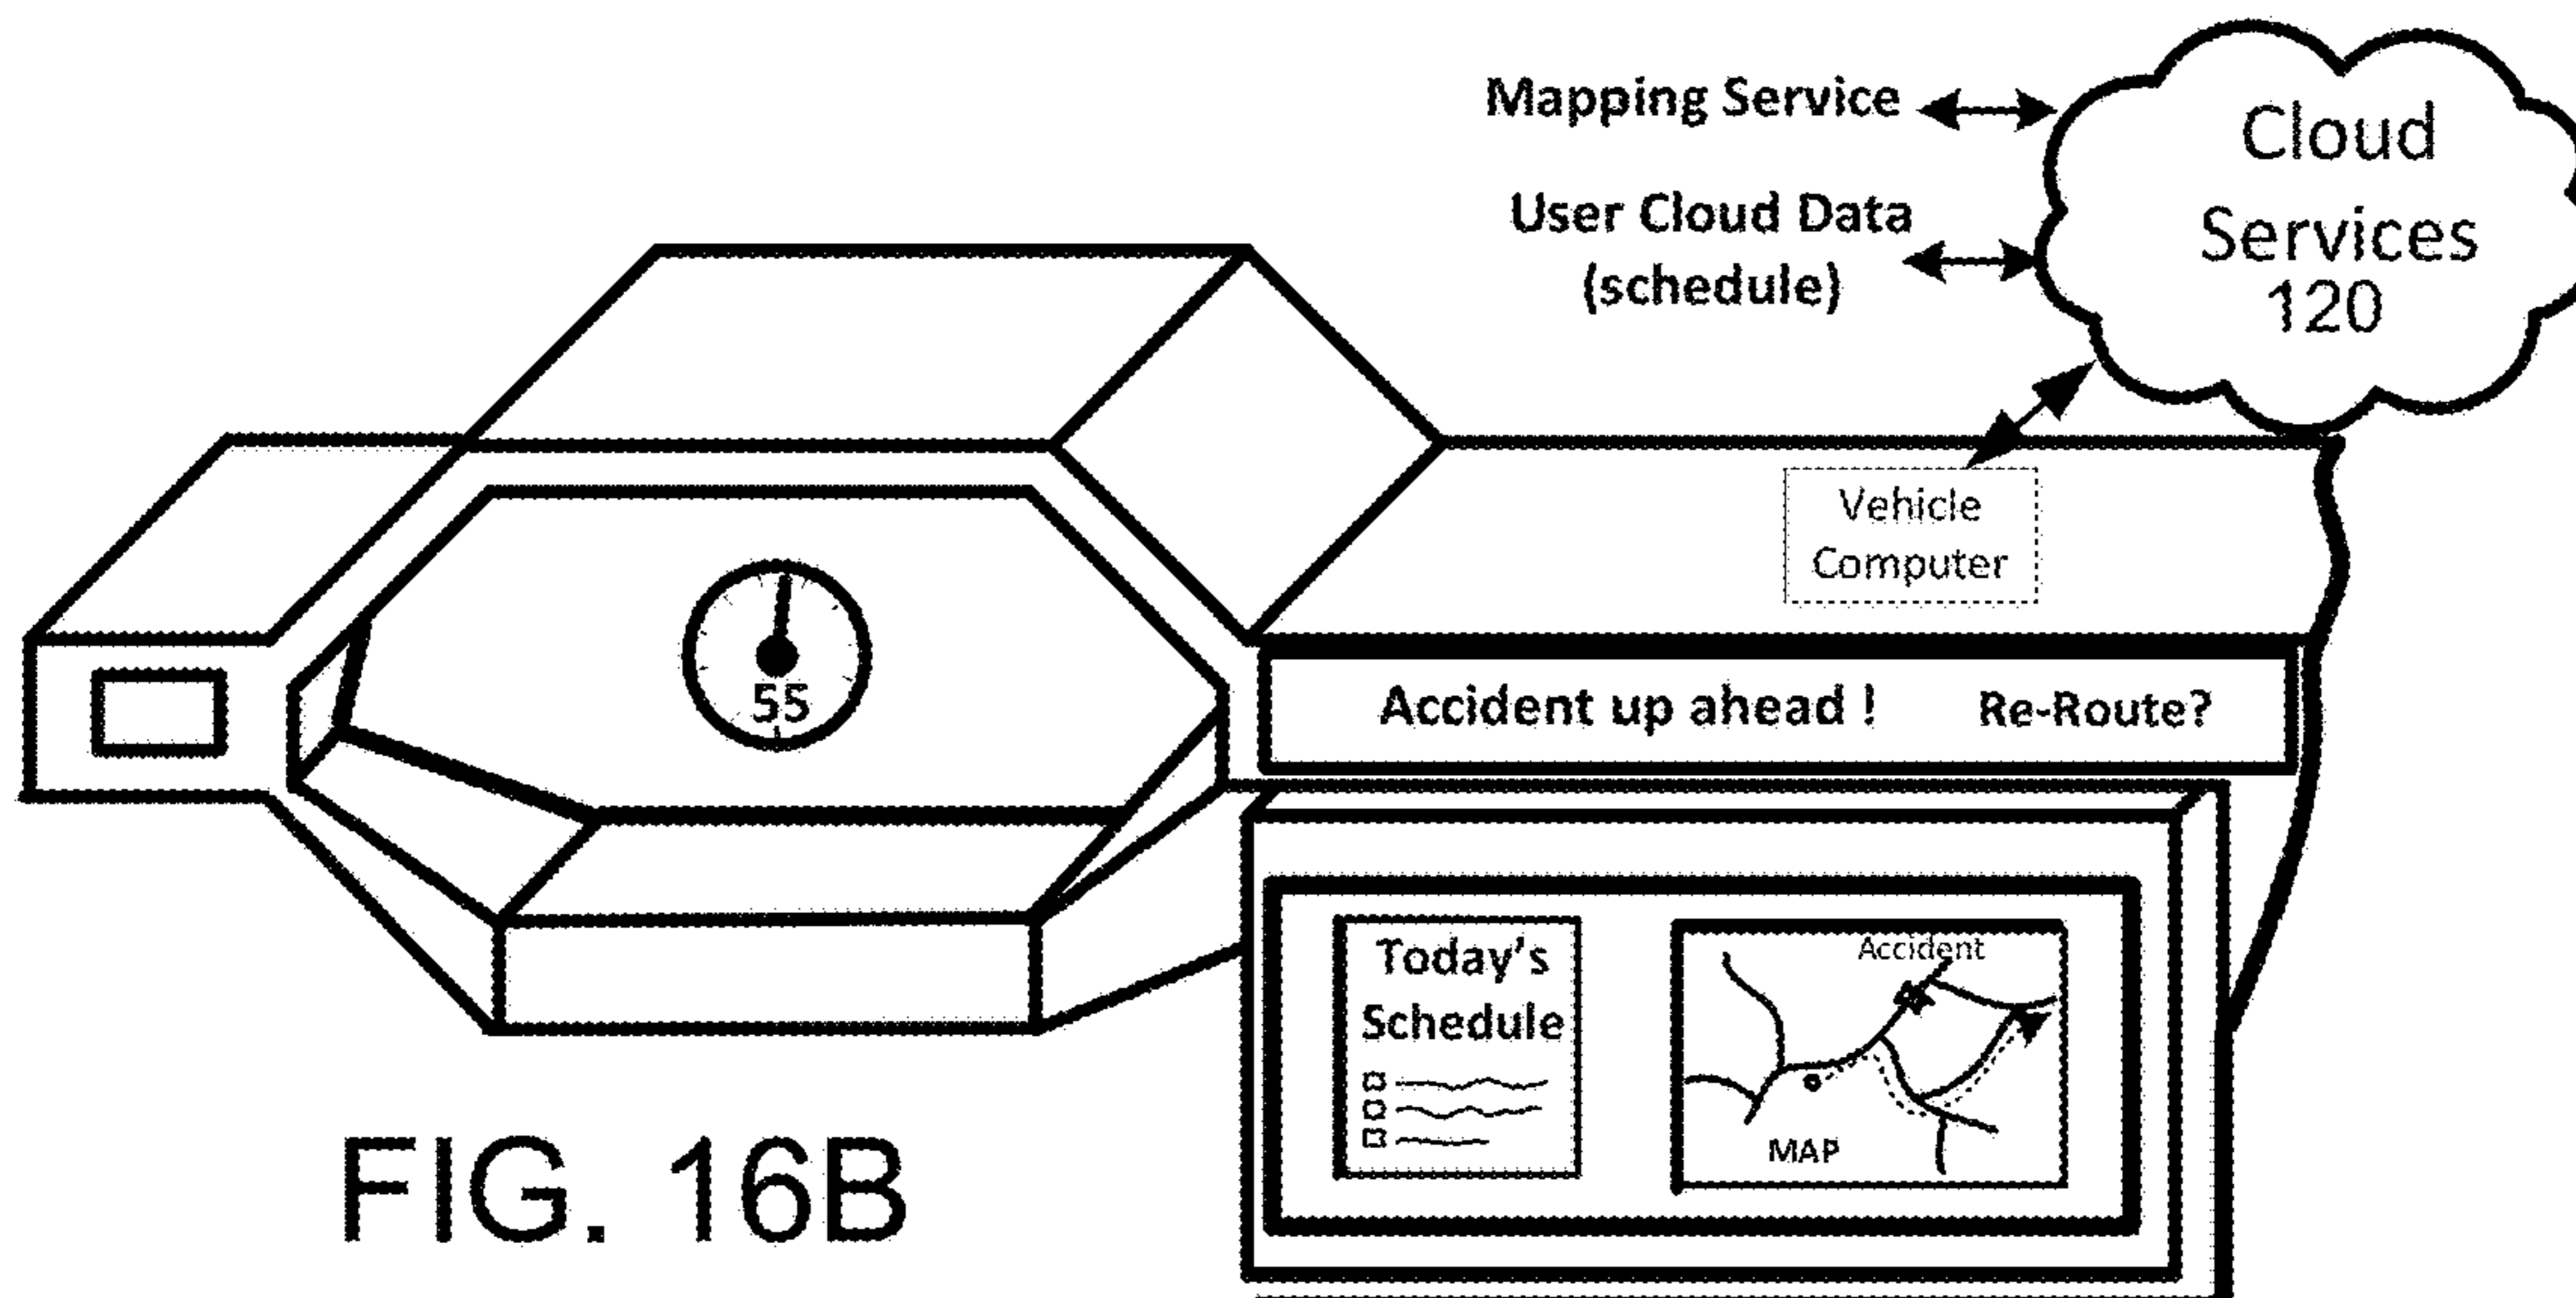 Mapping Service
User Cloud Data
(schedule)
Cloud
Services
120
Vehicle
Computer
55
Accident up ahead ! Re-Route?
Today's
Schedule
Accident
MAP
FIG. 16B